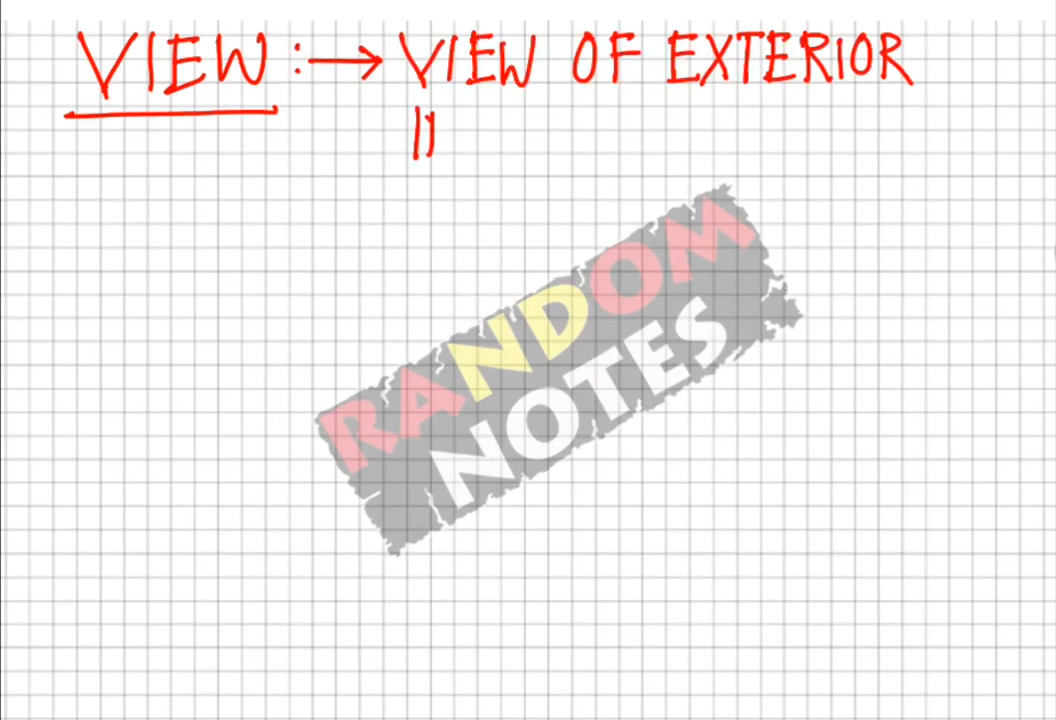 VIEW :→ VIEW OF EXTERIOR
RANDOM
NOTES